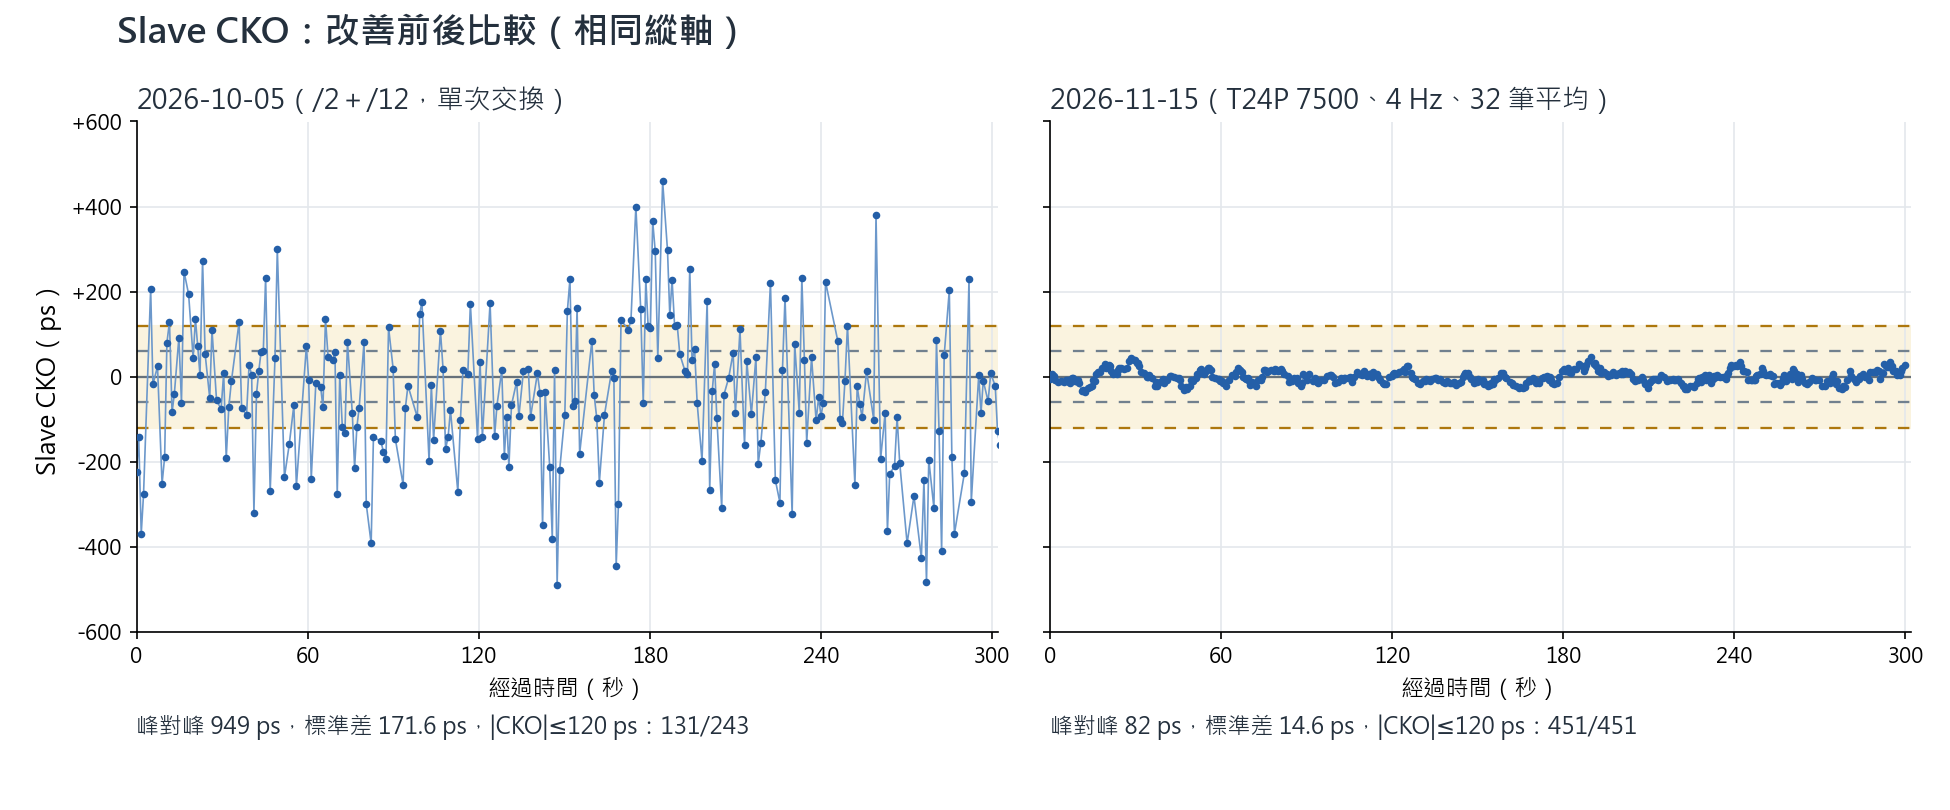 Slave CKO：改善前後比較（相同縱軸）
2026-10-05（/2＋/12，單次交換）
+600
+400
+200
0
-200
-400
-600
Slave CKO（ps）
0 60 120 180 240 300
經過時間（秒）
峰對峰 949 ps，標準差 171.6 ps，|CKO|≤120 ps：131/243
2026-11-15（T24P 7500、4 Hz、32 筆平均）
0 60 120 180 240 300
經過時間（秒）
峰對峰 82 ps，標準差 14.6 ps，|CKO|≤120 ps：451/451